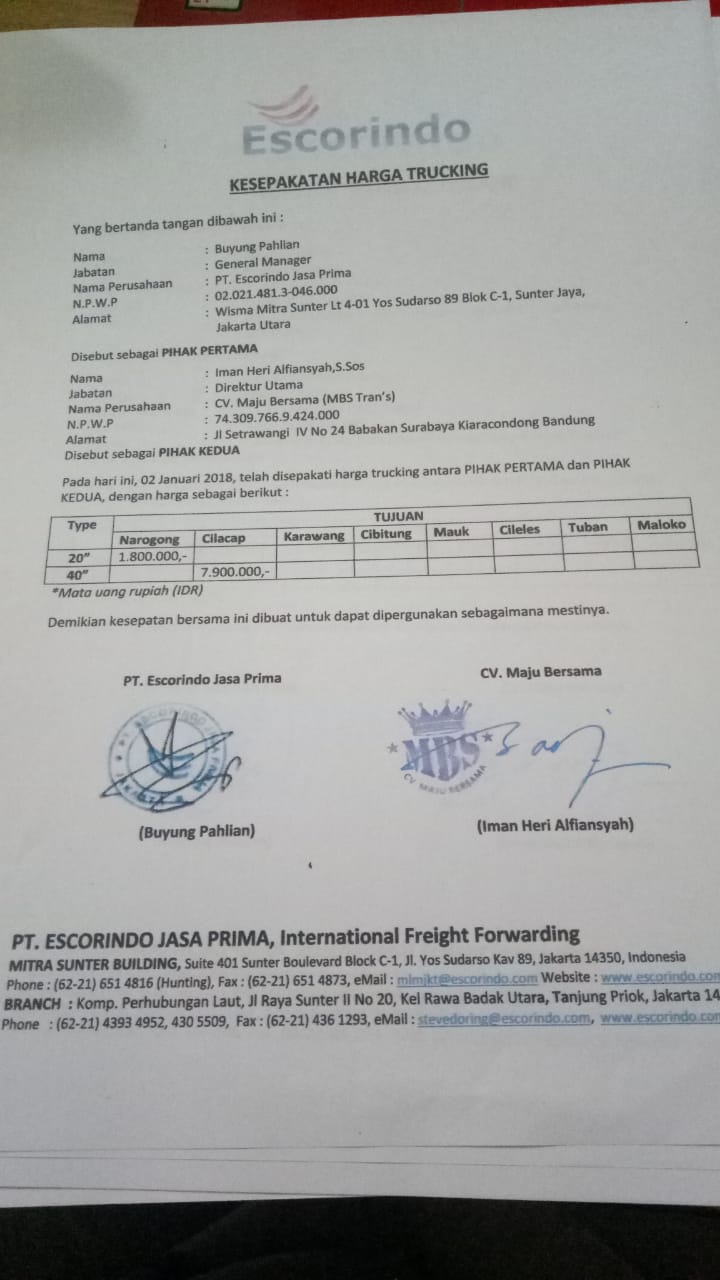 Escorindo
KESEPAKATAN HARGA TRUCKING
Yang bertanda tangan dibawah ini :
Nama : Buyung Pahlian
Jabatan : General Manager
Nama Perusahaan : PT. Escorindo Jasa Prima
N.P.W.P : 02.021.481.3-046.000
Alamat : Wisma Mitra Sunter Lt 4-01 Yos Sudarso 89 Blok C-1, Sunter Jaya,
Jakarta Utara
Disebut sebagai PIHAK PERTAMA
Nama : Iman Heri Alfiansyah,S.Sos
Jabatan : Direktur Utama
Nama Perusahaan : CV. Maju Bersama (MBS Tran's)
N.P.W.P : 74.309.766.9.424.000
Alamat : Jl Setrawangi IV No 24 Babakan Surabaya Kiaracondong Bandung
Disebut sebagai PIHAK KEDUA
Pada hari ini, 02 Januari 2018, telah disepakati harga trucking antara PIHAK PERTAMA dan PIHAK
KEDUA, dengan harga sebagai berikut :
Type TUJUAN
Narogong Cilacap Karawang Cibitung Mauk Cileles Tuban Maloko
20" 1.800.000,-
40" 7.900.000,-
*Mata uang rupiah (IDR)
Demikian kesepatan bersama ini dibuat untuk dapat dipergunakan sebagaimana mestinya.
PT. Escorindo Jasa Prima CV. Maju Bersama
MBS
CV MAJU BERSAMA
(Buyung Pahlian) (Iman Heri Alfiansyah)
PT. ESCORINDO JASA PRIMA, International Freight Forwarding
MITRA SUNTER BUILDING, Suite 401 Sunter Boulevard Block C-1, Jl. Yos Sudarso Kav 89, Jakarta 14350, Indonesia
Phone : (62-21) 651 4816 (Hunting), Fax : (62-21) 651 4873, eMail : mlmjkt@escorindo.com Website : www.escorindo.com
BRANCH : Komp. Perhubungan Laut, Jl Raya Sunter II No 20, Kel Rawa Badak Utara, Tanjung Priok, Jakarta 14
Phone : (62-21) 4393 4952, 430 5509, Fax : (62-21) 436 1293, eMail : stevedoring@escorindo.com, www.escorindo.com